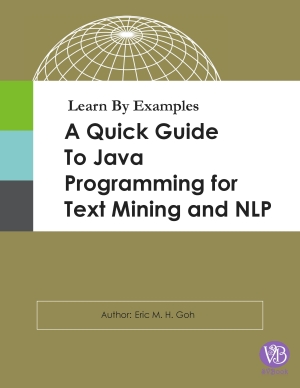 Learn By Examples
A Quick Guide
To Java
Programming for
Text Mining and NLP
Author: Eric M. H. Goh